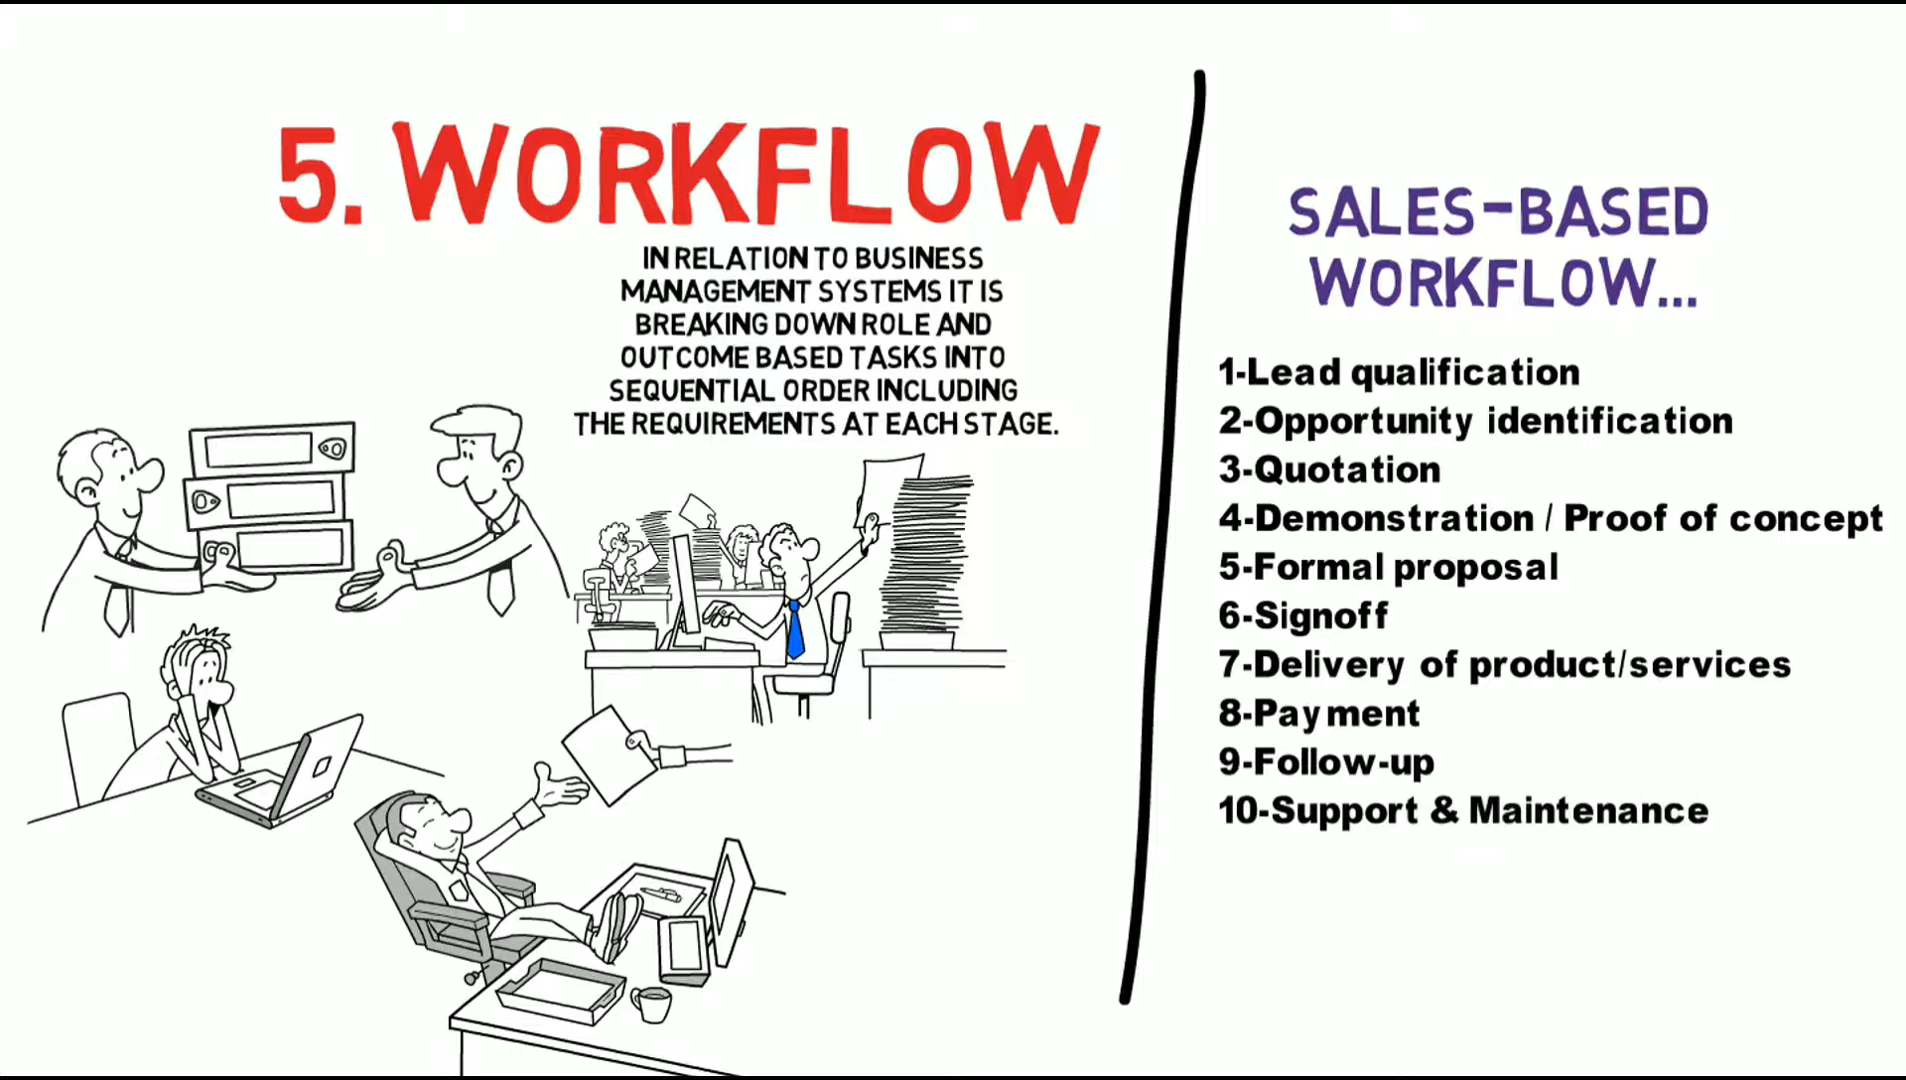 5. WORKFLOW
IN RELATION TO BUSINESS
MANAGEMENT SYSTEMS IT IS
BREAKING DOWN ROLE AND
OUTCOME BASED TASKS INTO
SEQUENTIAL ORDER INCLUDING
THE REQUIREMENTS AT EACH STAGE.
SALES-BASED
WORKFLOW...
1-Lead qualification
2-Opportunity identification
3-Quotation
4-Demonstration / Proof of concept
5-Formal proposal
6-Signoff
7-Delivery of product/services
8-Payment
9-Follow-up
10-Support & Maintenance